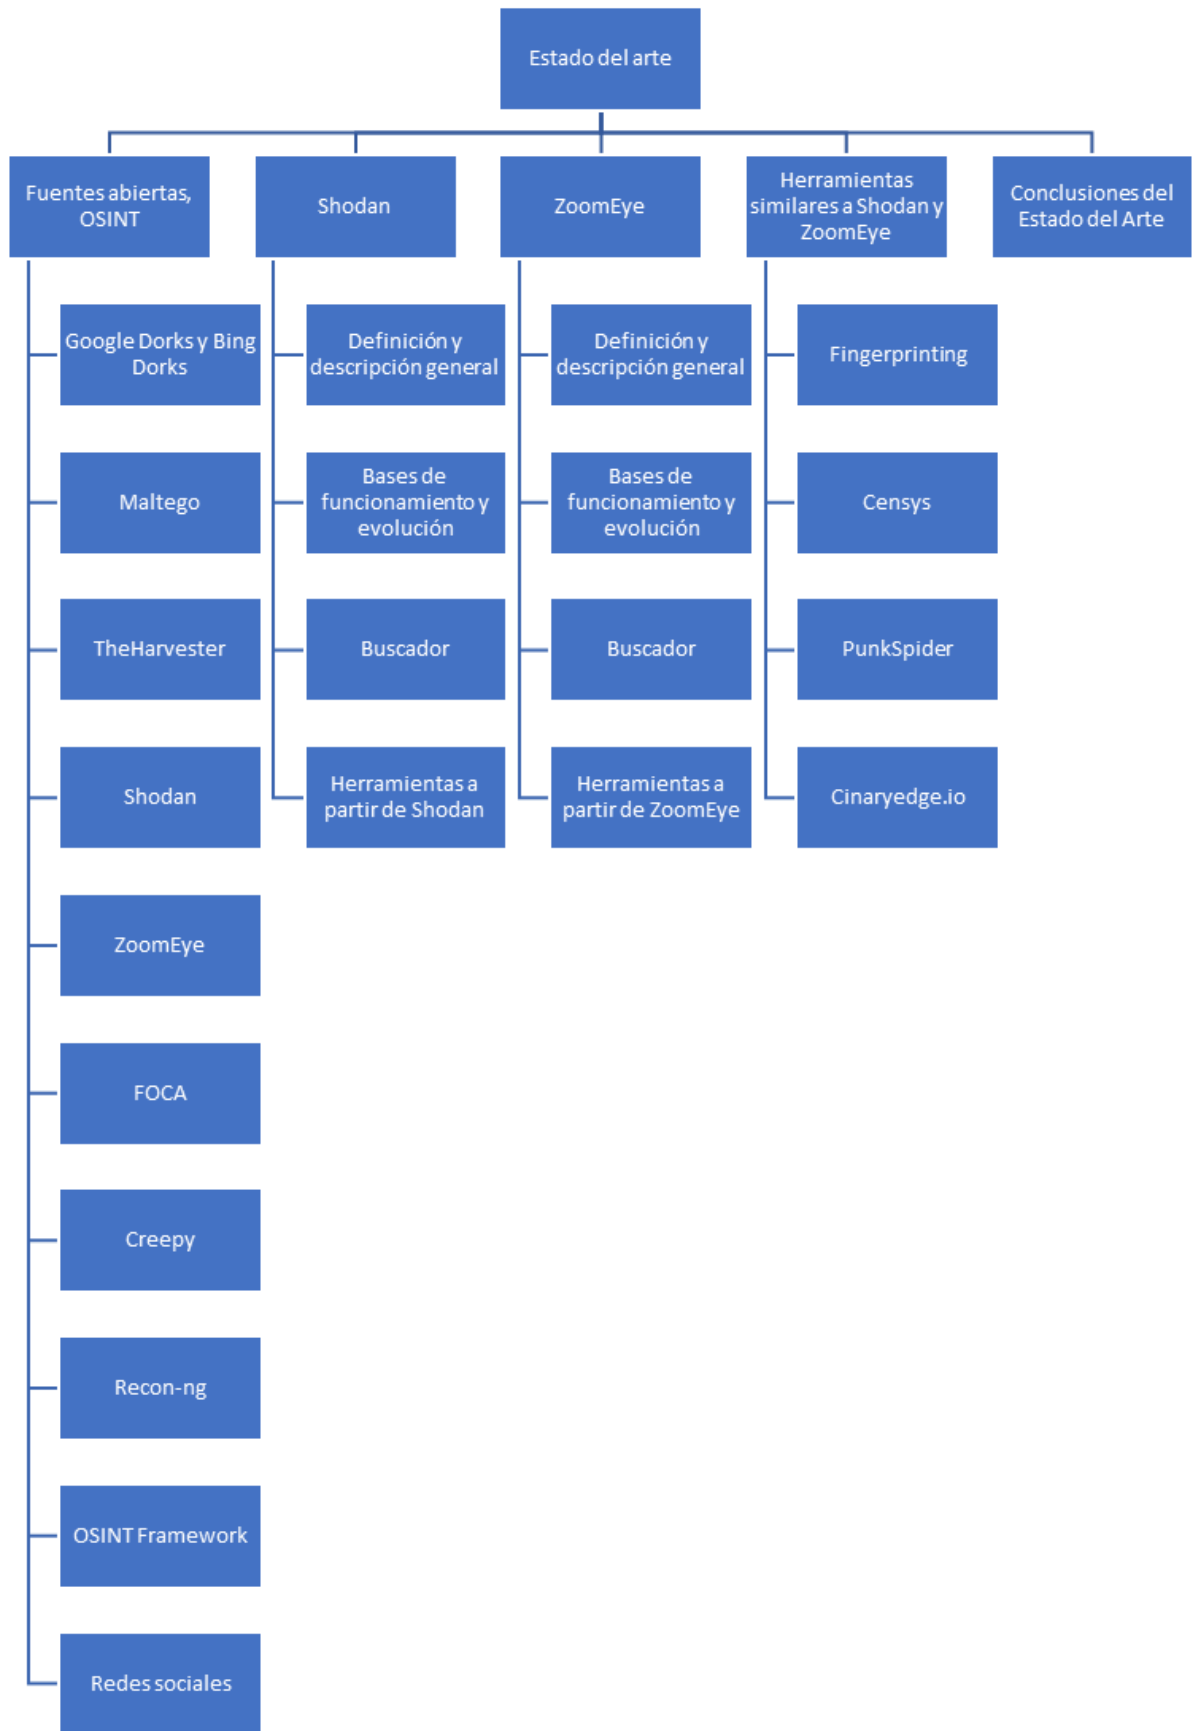 Estado del arte
Fuentes abiertas,
OSINT
Shodan
ZoomEye
Herramientas
similares a Shodan y
ZoomEye
Conclusiones del
Estado del Arte
Google Dorks y Bing
Dorks
Maltego
TheHarvester
Shodan
ZoomEye
FOCA
Creepy
Recon-ng
OSINT Framework
Redes sociales
Definición y
descripción general
Bases de
funcionamiento y
evolución
Buscador
Herramientas a
partir de Shodan
Definición y
descripción general
Bases de
funcionamiento y
evolución
Buscador
Herramientas a
partir de ZoomEye
Fingerprinting
Censys
PunkSpider
Cinaryedge.io